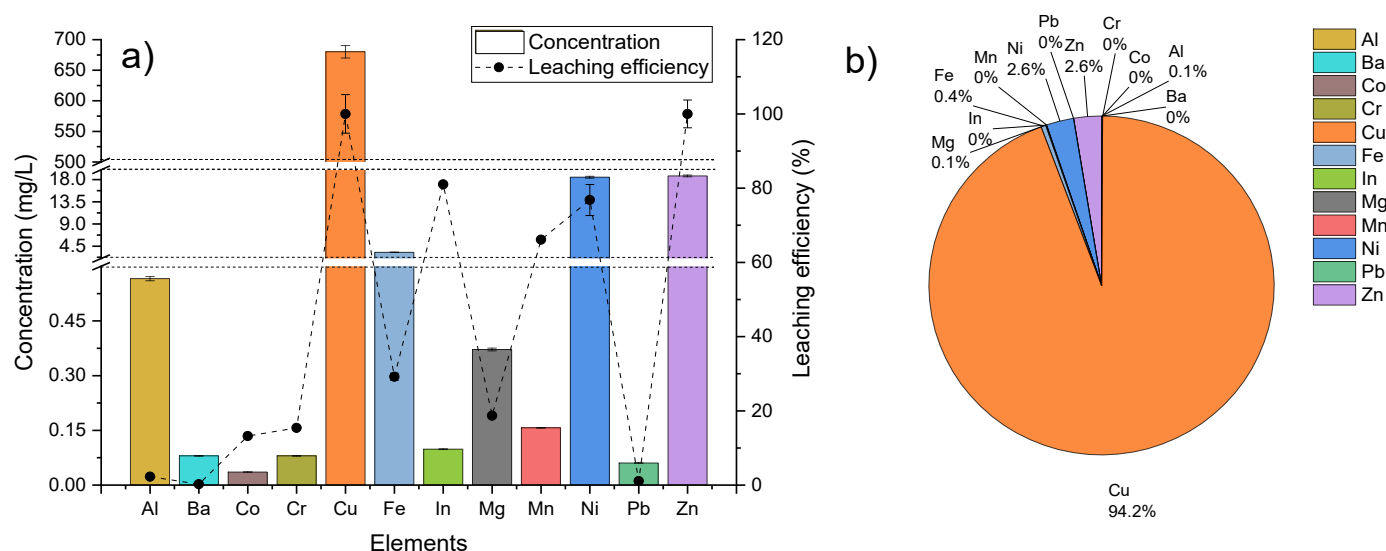 a)
Concentration
Leaching efficiency
Concentration (mg/L)
700
650
600
550
500
18.0
13.5
9.0
4.5
0.45
0.30
0.15
0.00
120
100
80
60
40
20
0
Leaching efficiency (%)
Al Ba Co Cr Cu Fe In Mg Mn Ni Pb Zn
Elements
b)
Mg
0.1%
In
0%
Fe
0.4%
Mn
0%
Ni
2.6%
Pb
0%
Zn
2.6%
Cr
0%
Co
0%
Al
0.1%
Ba
0%
Cu
94.2%
Al
Ba
Co
Cr
Cu
Fe
In
Mg
Mn
Ni
Pb
Zn